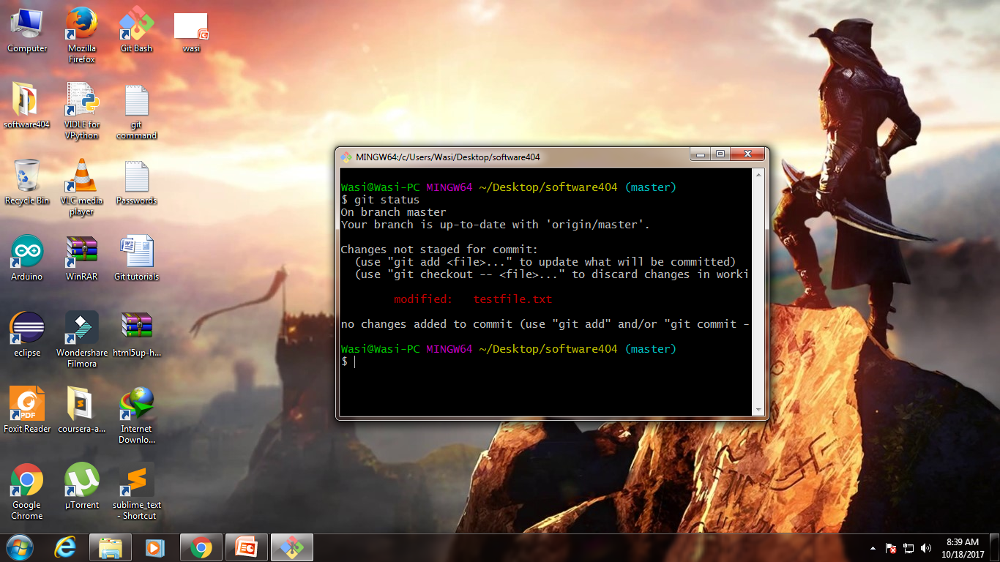 Computer
Mozilla
Firefox
Git Bash
wasi
software404
VIDLE for
VPython
git
command
Recycle Bin
VLC media
player
Passwords
Arduino
WinRAR
Git tutorials
eclipse
Wondershare
Filmora
html5up-h...
Foxit Reader
PDF
coursera-a...
Internet
Downlo...
Google
Chrome
µTorrent
sublime_text
- Shortcut
MINGW64:/c/Users/Wasi/Desktop/software404
Wasi@Wasi-PC MINGW64 ~/Desktop/software404 (master)
$ git status
On branch master
Your branch is up-to-date with 'origin/master'.
Changes not staged for commit:
(use "git add <file>..." to update what will be committed)
(use "git checkout -- <file>..." to discard changes in worki
modified: testfile.txt
no changes added to commit (use "git add" and/or "git commit -
Wasi@Wasi-PC MINGW64 ~/Desktop/software404 (master)
$
8:39 AM
10/18/2017